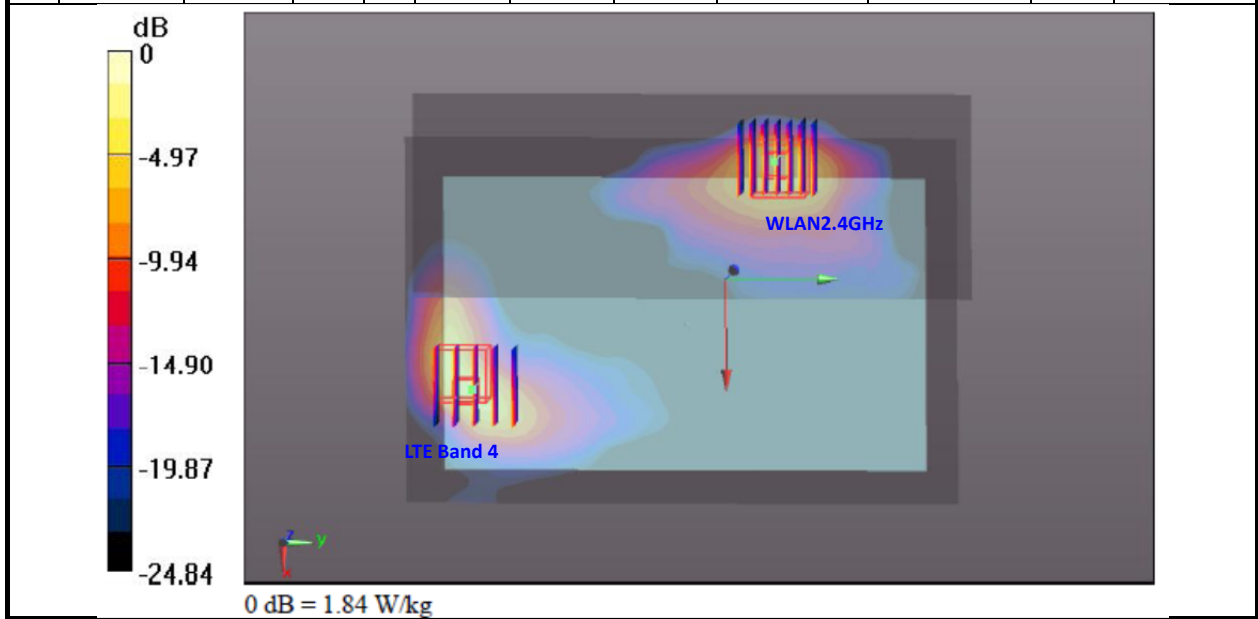 dB
0
-4.97
-9.94
-14.90
-19.87
-24.84
WLAN2.4GHz
LTE Band 4
z
y
x
0 dB = 1.84 W/kg